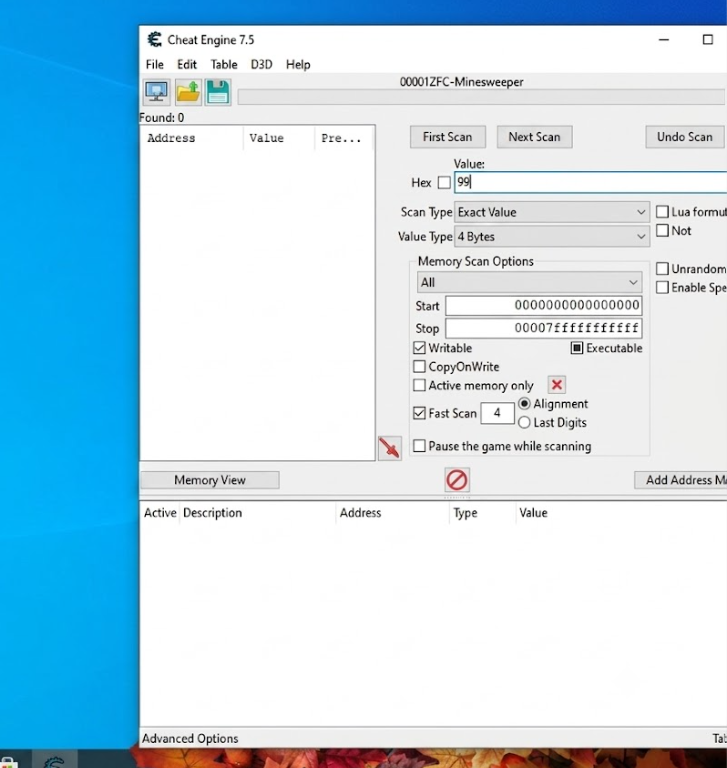 Cheat Engine 7.5
File Edit Table D3D Help
00001ZFC-Minesweeper
Found: 0
Address Value Pre...
First Scan Next Scan Undo Scan
Value:
Hex 99
Scan Type Exact Value Lua formu
Value Type 4 Bytes Not
Memory Scan Options
All
Unrandom
Enable Spe
Start 0000000000000000
Stop 00007fffffffffff
Writable Executable
CopyOnWrite
Active memory only
Fast Scan 4 Alignment
Last Digits
Pause the game while scanning
Memory View Add Address M
Active Description Address Type Value
Advanced Options Tab